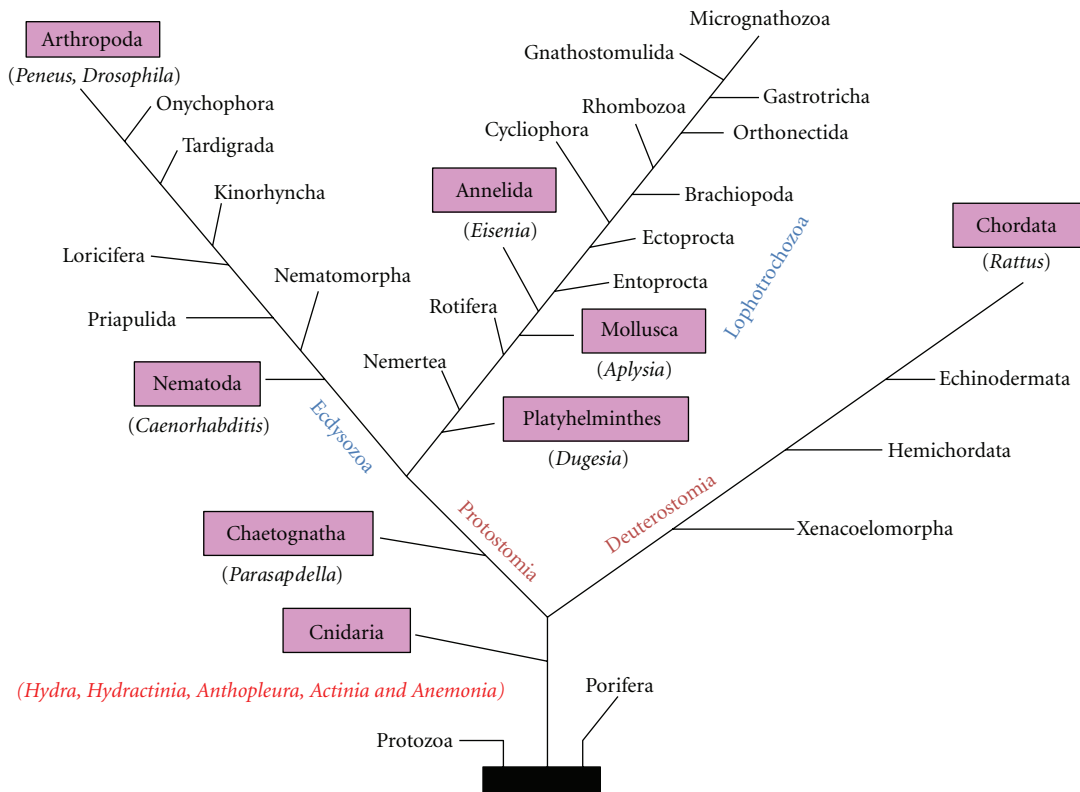 Micrognathozoa
Arthropoda
(Peneus, Drosophila)
Gnathostomulida
Onychophora
Gastrotricha
Rhombozoa
Cycliophora
Orthonectida
Tardigrada
Kinorhyncha
Annelida
(Eisenia)
Brachiopoda
Chordata
(Rattus)
Ectoprocta
Loricifera
Nematomorpha
Entoprocta
Lophotrochozoa
Rotifera
Priapulida
Mollusca
(Aplysia)
Nemertea
Nematoda
(Caenorhabditis)
Echinodermata
Platyhelminthes
(Dugesia)
Ecdysozoa
Hemichordata
Protostomia
Deuterostomia
Chaetognatha
(Parasapdella)
Xenacoelomorpha
Cnidaria
(Hydra, Hydractinia, Anthopleura, Actinia and Anemonia)
Porifera
Protozoa